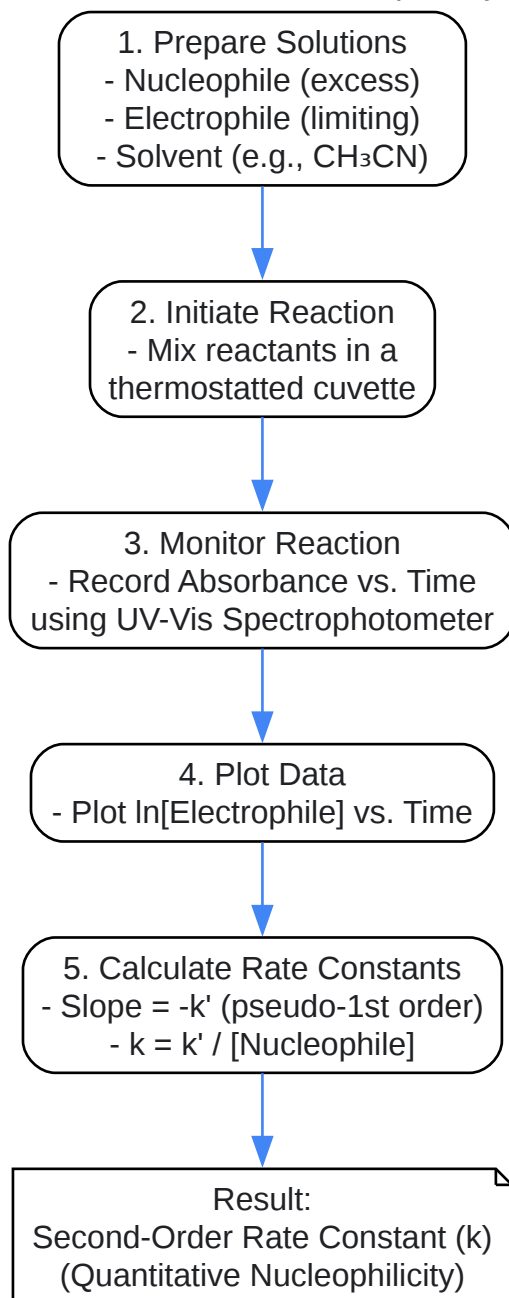 1. Prepare Solutions
- Nucleophile (excess)
- Electrophile (limiting)
- Solvent (e.g., CH₃CN)
2. Initiate Reaction
- Mix reactants in a
thermostatted cuvette
3. Monitor Reaction
- Record Absorbance vs. Time
using UV-Vis Spectrophotometer
4. Plot Data
- Plot ln[Electrophile] vs. Time
5. Calculate Rate Constants
- Slope = -k' (pseudo-1st order)
- k = k' / [Nucleophile]
Result:
Second-Order Rate Constant (k)
(Quantitative Nucleophilicity)